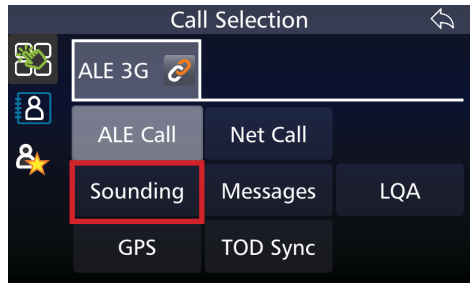 Call Selection
ALE 3G
ALE Call Net Call
Sounding Messages LQA
GPS TOD Sync